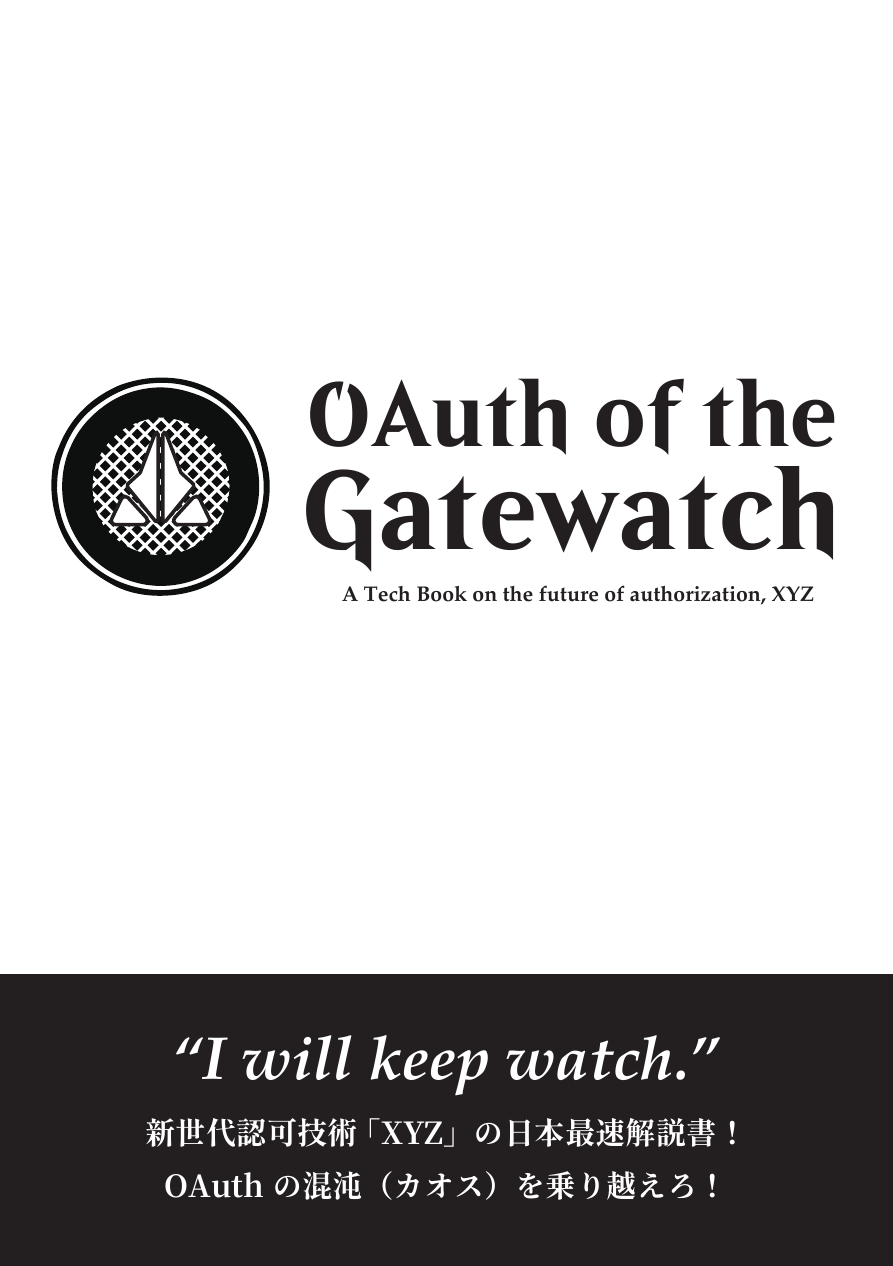 OAuth of the
Gatewatch
A Tech Book on the future of authorization, XYZ
“I will keep watch.”
新世代認可技術「XYZ」の日本最速解説書！
OAuth の混沌（カオス）を乗り越えろ！